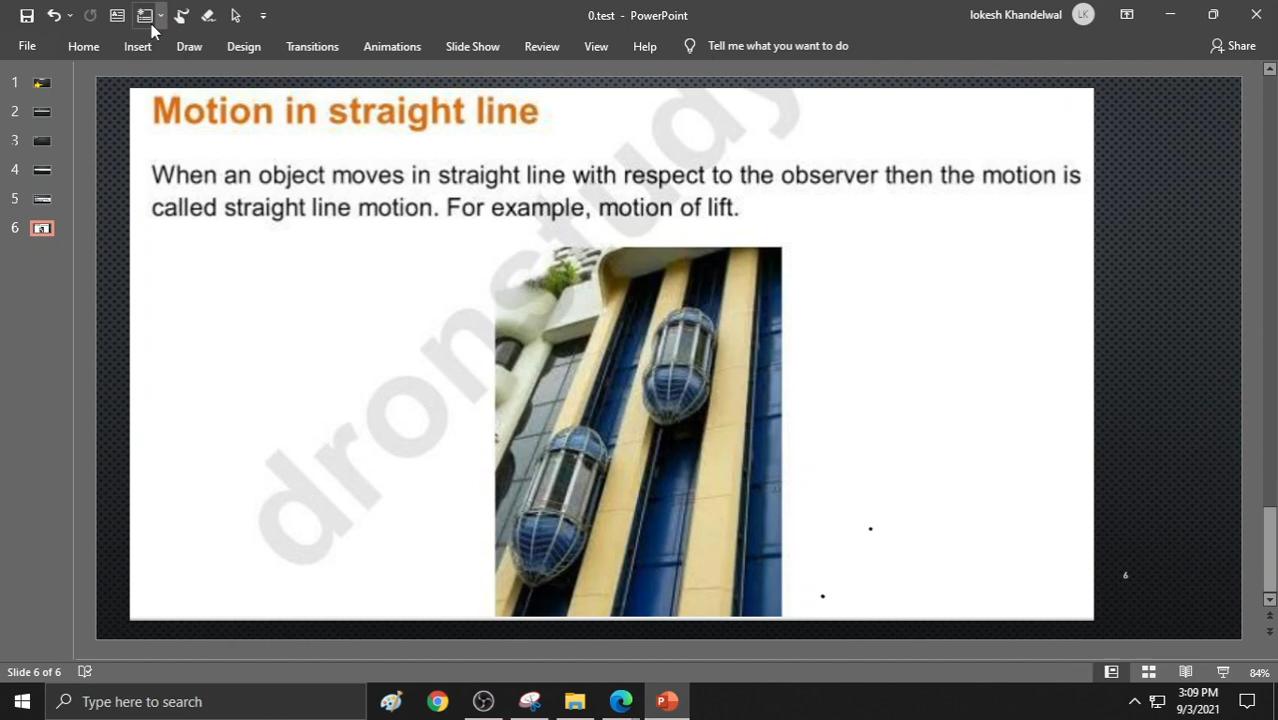 0.test - PowerPoint
lokesh Khandelwal
LK
File
Home
Insert
Draw
Design
Transitions
Animations
Slide Show
Review
View
Help
Tell me what you want to do
Share
1
2
3
4
5
6
Motion in straight line
When an object moves in straight line with respect to the observer then the motion is
called straight line motion. For example, motion of lift.
dronstudy
6
Slide 6 of 6
84%
Type here to search
3:09 PM
9/3/2021